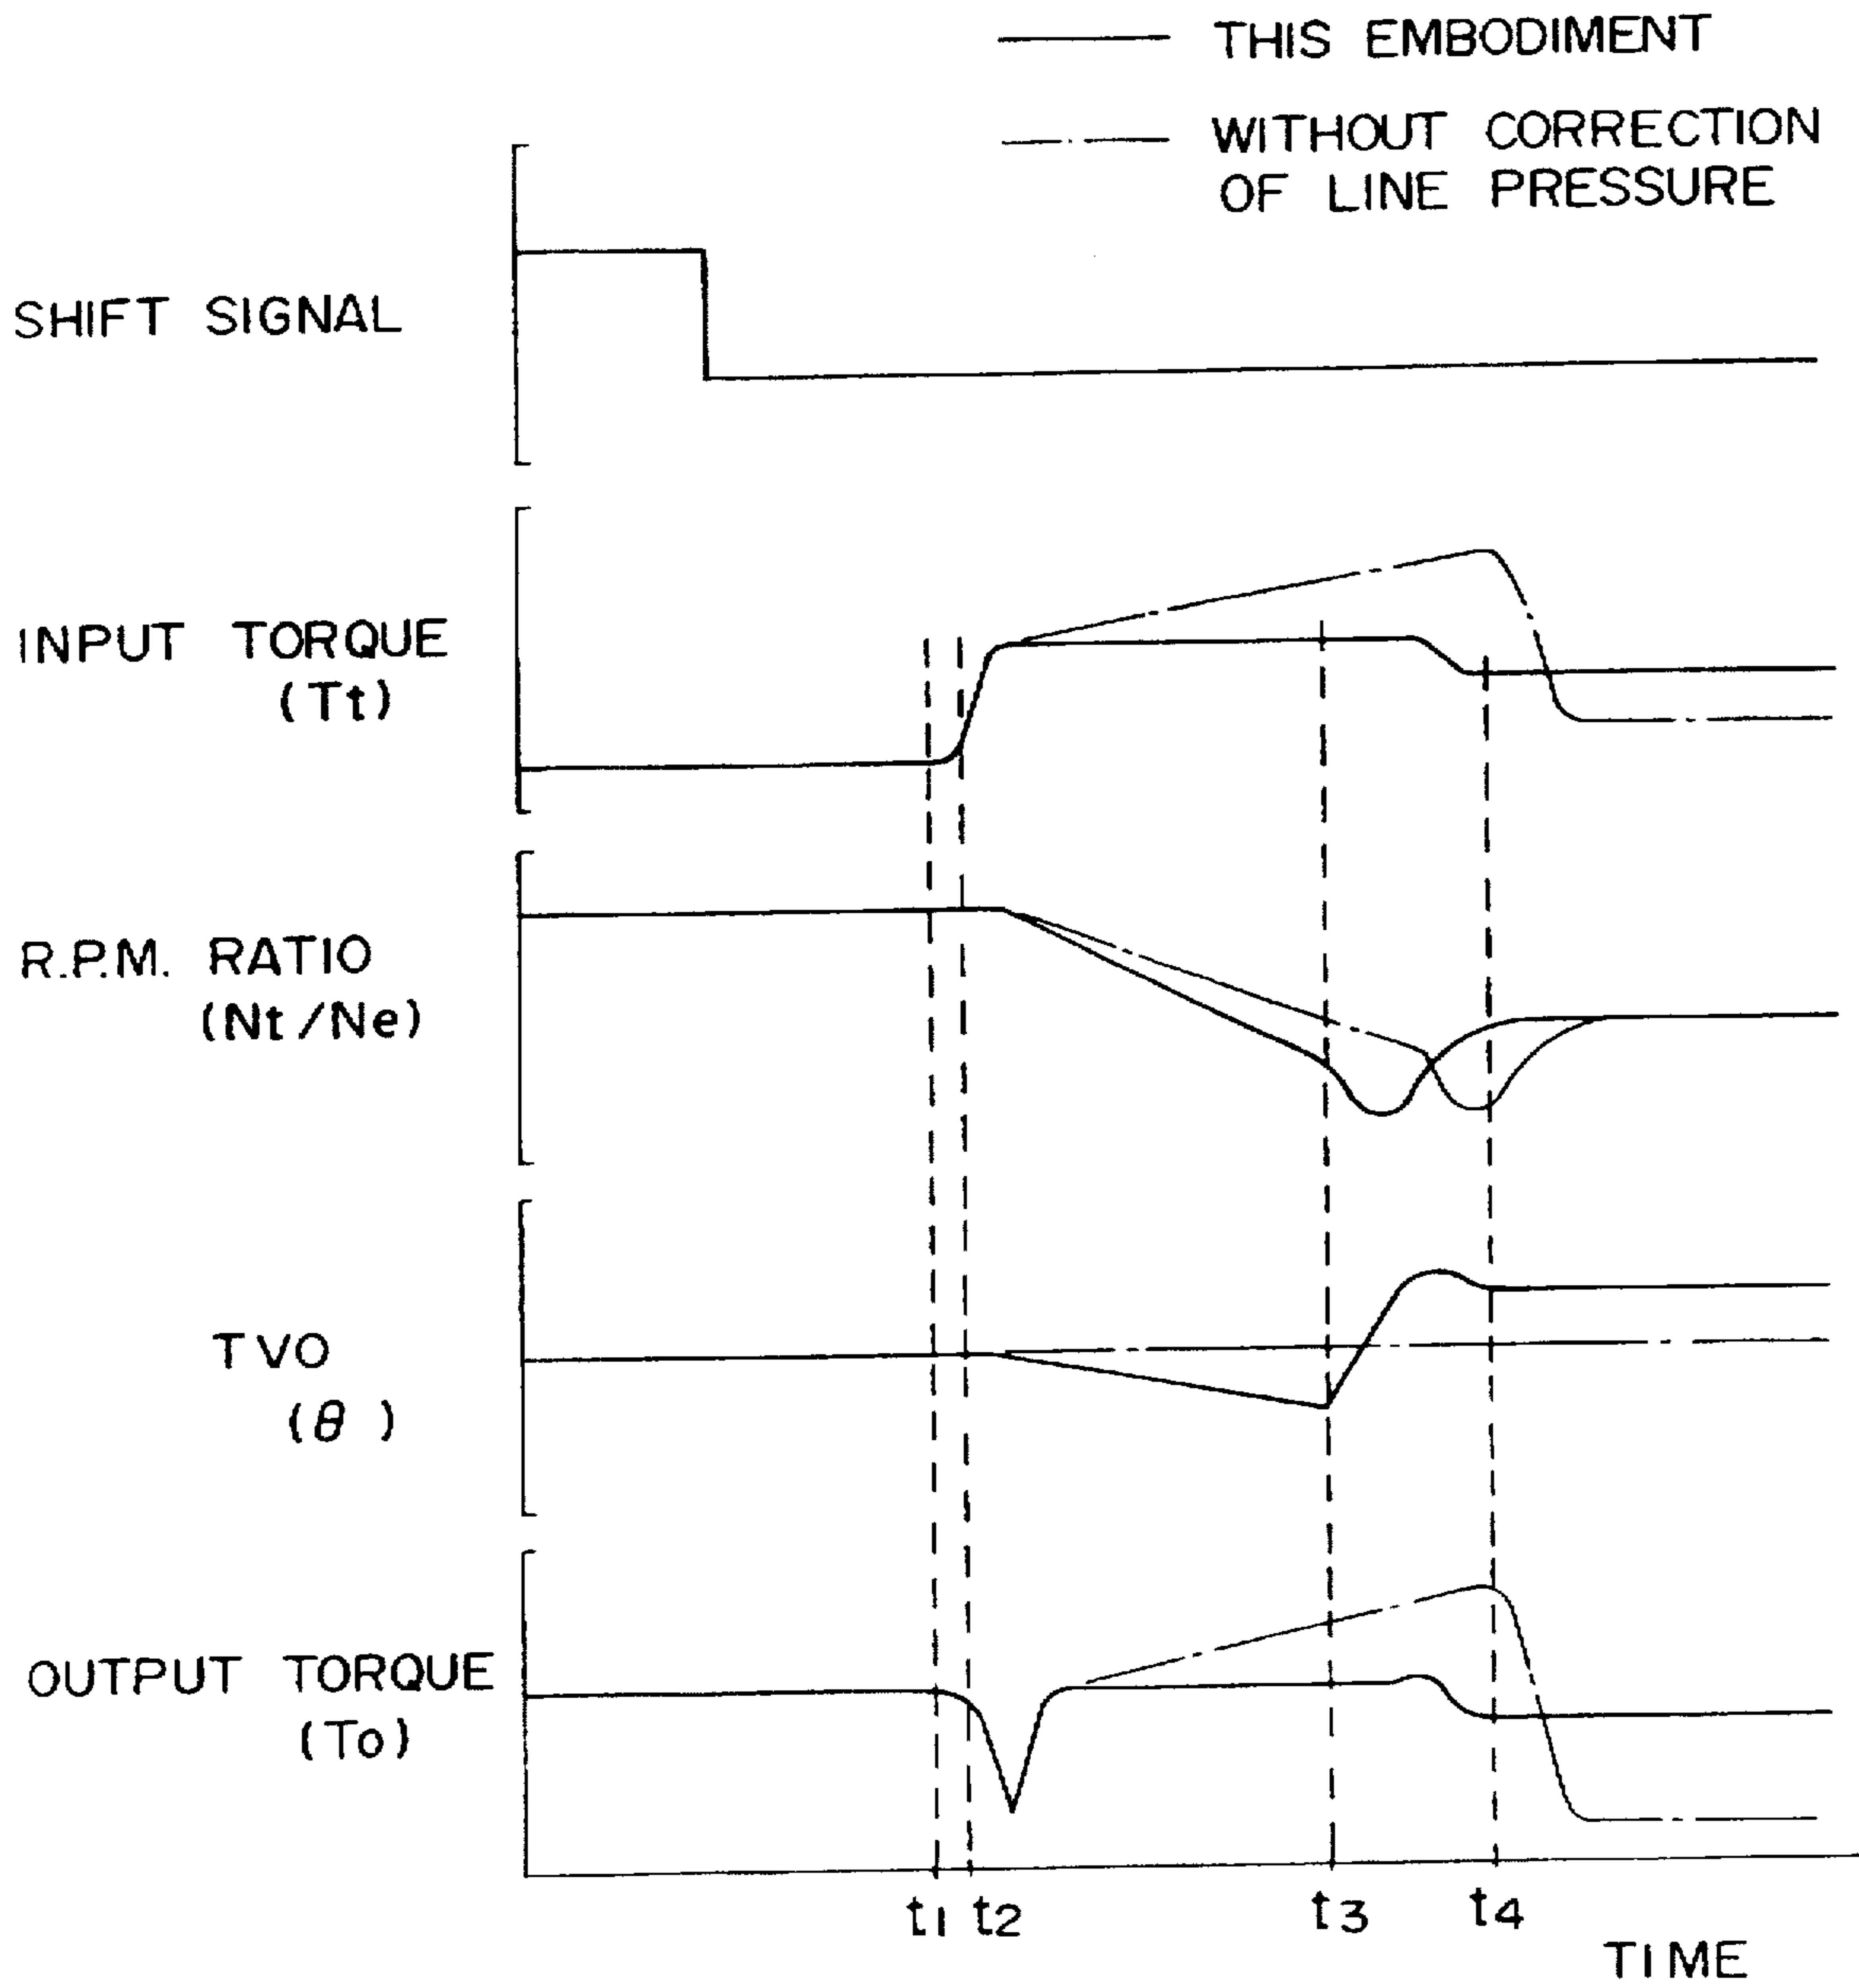 THIS EMBODIMENT
WITHOUT CORRECTION
OF LINE PRESSURE
SHIFT SIGNAL
INPUT TORQUE
(Tt)
R.P.M. RATIO
(Nt/Ne)
TVO
(θ)
OUTPUT TORQUE
(To)
t1 t2 t3 t4
TIME